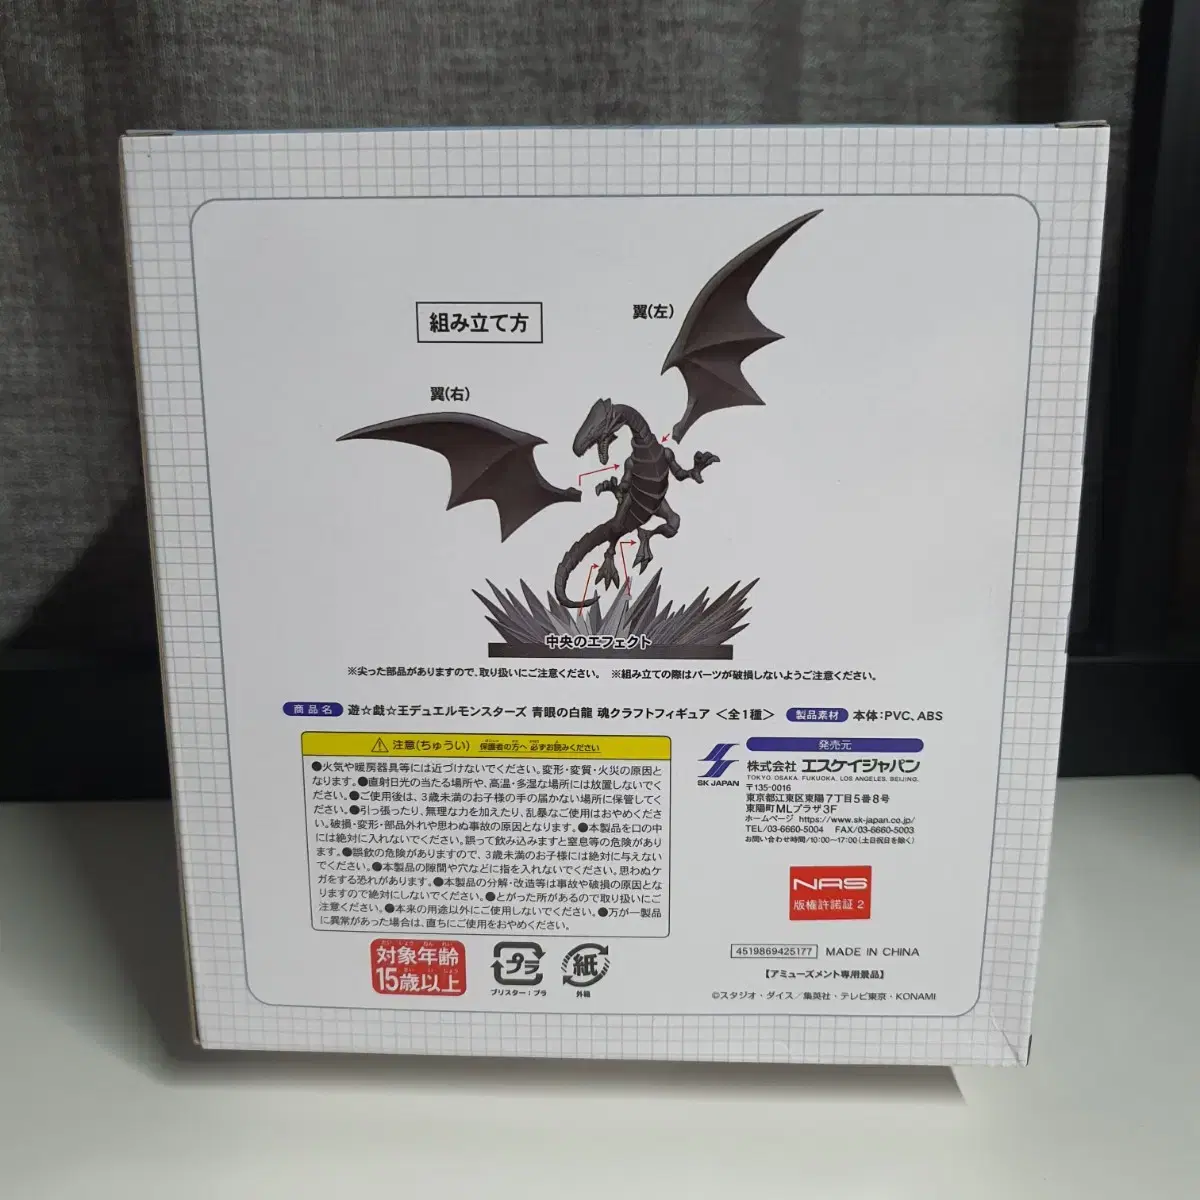 組み立て方
翼(左)
翼(右)
中央のエフェクト
※尖った部品がありますので、取り扱いにご注意ください。 ※組み立ての際はパーツが破損しないようご注意ください。
商品名 遊☆戯☆王デュエルモンスターズ 青眼の白龍 魂クラフトフィギュア <全1種> 製品素材 本体:PVC、ABS
注意(ちゅうい) 保護者の方へ 必ずお読みください
●火気や暖房器具等には近づけないでください。変形・変質・火災の原因と
なります。●直射日光の当たる場所や、高温・多湿な場所には放置しないでく
ださい。●ご使用後は、3歳未満のお子様の手の届かない場所に保管してく
ださい。●引っ張ったり、無理な力を加えたり、乱暴なご使用はおやめくださ
い。破損・変形・部品外れや思わぬ事故の原因となります。●本製品を口の中
には絶対に入れないでください。誤って飲み込みますと窒息等の危険があり
ます。●誤飲の危険がありますので、3歳未満のお子様には絶対に与えない
でください。●本製品の隙間や穴などに指を入れないでください。思わぬケ
ガをする恐れがあります。●本製品の分解・改造等は事故や破損の原因とな
りますので絶対にしないでください。●とがった所があるので取り扱いにご
注意ください。●本来の用途以外にご使用しないでください。●万が一製品
に異常があった場合は、直ちにご使用をおやめください。
発売元
SK JAPAN
株式会社 エスケイジャパン
TOKYO. OSAKA. FUKUOKA. LOS ANGELES. BEIJING.
〒135-0016
東京都江東区東陽7丁目5番8号
東陽町MLプラザ3F
ホームページ https://www.sk-japan.co.jp/
TEL/03-6660-5004 FAX/03-6660-5003
お問い合わせ時間/10:00〜17:00(土日祝日を除く)
NAS
版権許諾証 2
たいしょうねんれい
対象年齢
さいいじょう
15歳以上
プラ
ブリスター:プラ
紙
外箱
4519869425177 MADE IN CHINA
【アミューズメント専用景品】
©スタジオ・ダイス/集英社・テレビ東京・KONAMI